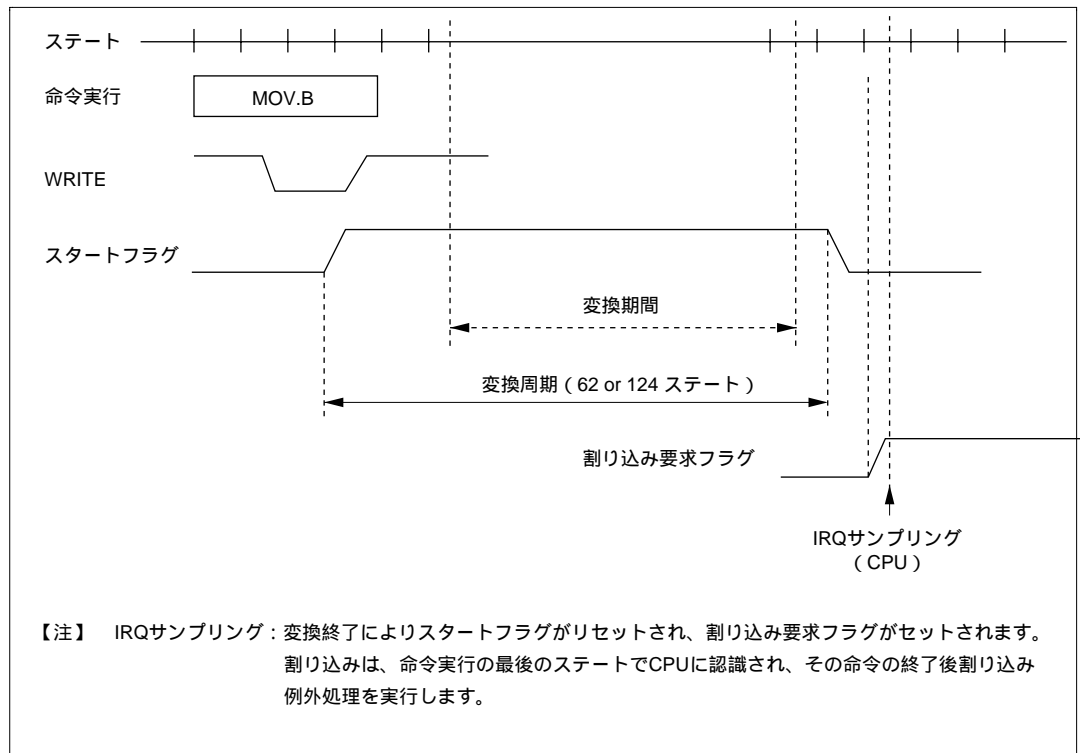 ステート
命令実行
MOV.B
WRITE
スタートフラグ
変換期間
変換周期（62 or 124 ステート）
割り込み要求フラグ
IRQサンプリング
（CPU）
【注】 IRQサンプリング：変換終了によりスタートフラグがリセットされ、割り込み要求フラグがセットされます。
割り込みは、命令実行の最後のステートでCPUに認識され、その命令の終了後割り込み
例外処理を実行します。